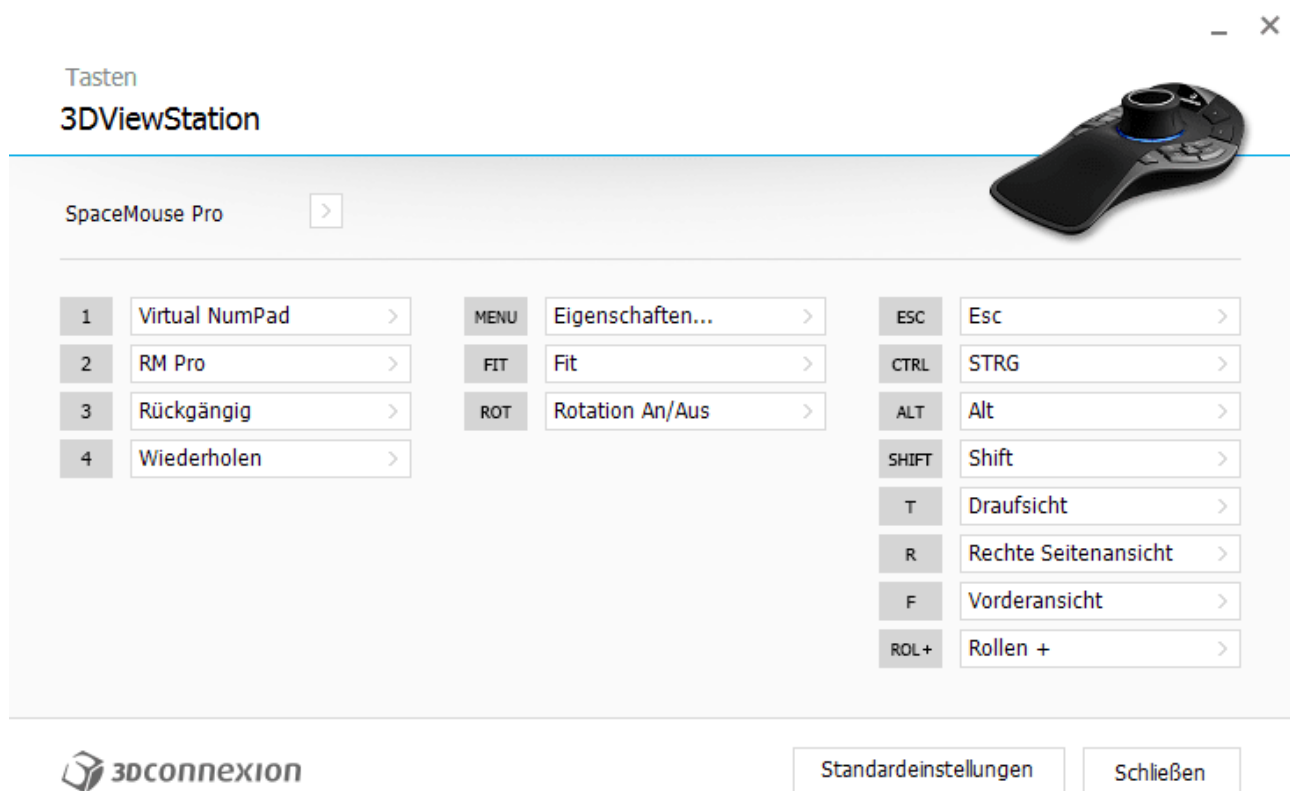 Tasten
3DViewStation
SpaceMouse Pro
1 Virtual NumPad
2 RM Pro
3 Rückgängig
4 Wiederholen
MENU Eigenschaften...
FIT Fit
ROT Rotation An/Aus
ESC Esc
CTRL STRG
ALT Alt
SHIFT Shift
T Draufsicht
R Rechte Seitenansicht
F Vorderansicht
ROL+ Rollen +
3Dconnexion
Standardeinstellungen
Schließen